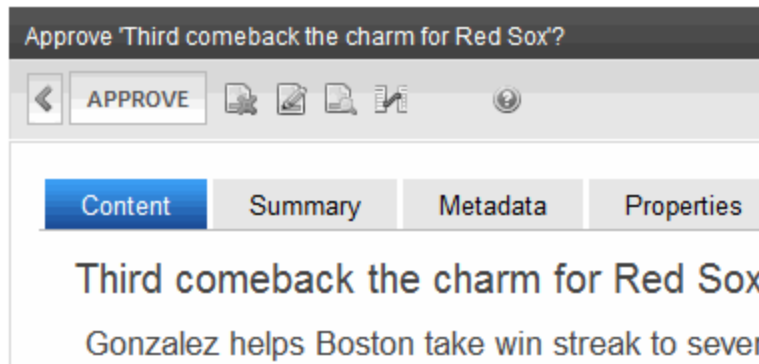 Approve 'Third comeback the charm for Red Sox'?
APPROVE
Content Summary Metadata Properties
Third comeback the charm for Red Sox
Gonzalez helps Boston take win streak to seven